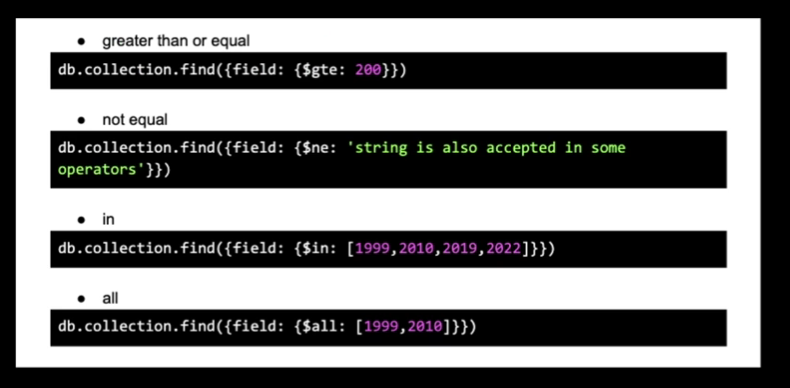 • greater than or equal
db.collection.find({field: {$gte: 200}})
• not equal
db.collection.find({field: {$ne: 'string is also accepted in some
operators'}})
• in
db.collection.find({field: {$in: [1999,2010,2019,2022]}})
• all
db.collection.find({field: {$all: [1999,2010]}})